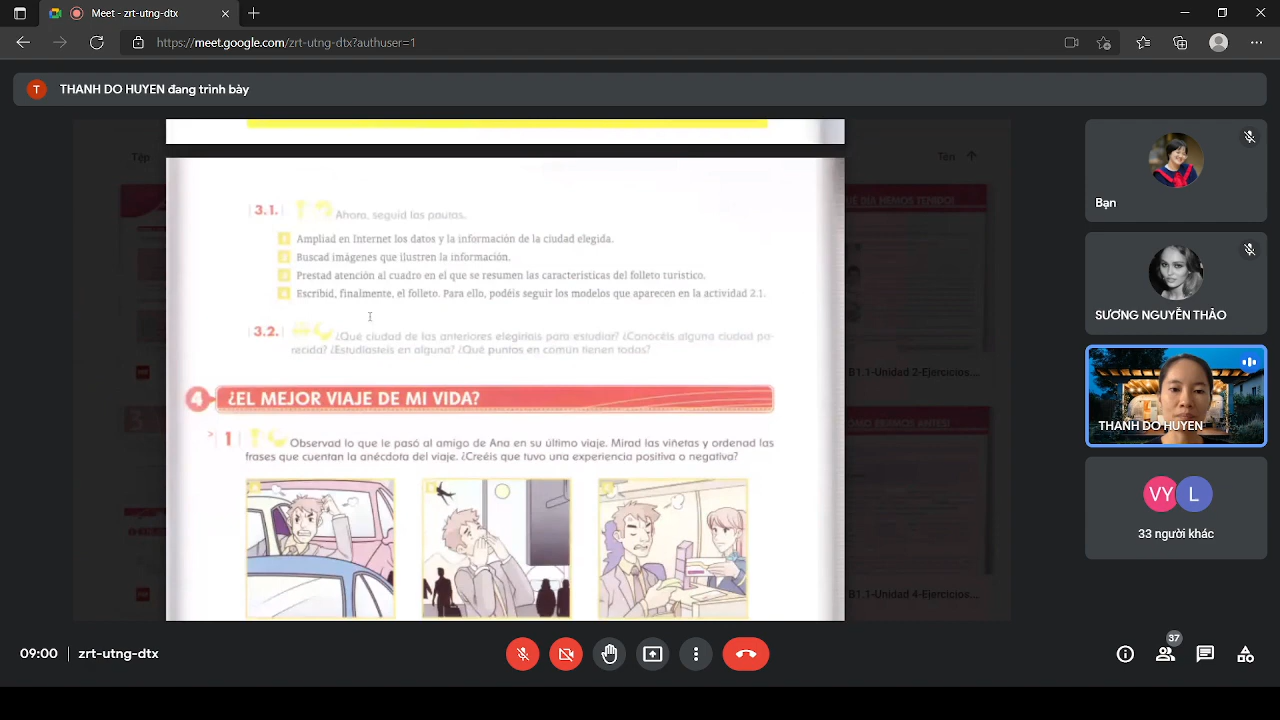 Meet - zrt-utng-dtx
https://meet.google.com/zrt-utng-dtx?authuser=1
T THANH DO HUYEN đang trình bày
Tệp
Tên
3.1. Ahora, seguid las pautas.
Ampliad en Internet los datos y la información de la ciudad elegida.
Buscad imágenes que ilustren la información.
Prestad atención al cuadro en el que se resumen las características del folleto turístico.
Escribid, finalmente, el folleto. Para ello, podéis seguir los modelos que aparecen en la actividad 2.1.
3.2. ¿Qué ciudad de las anteriores elegiríais para estudiar? ¿Conocéis alguna ciudad pa-
recida? ¿Estudiasteis en alguna? ¿Qué puntos en común tienen todas?
4 ¿EL MEJOR VIAJE DE MI VIDA?
> 1 Observad lo que le pasó al amigo de Ana en su último viaje. Mirad las viñetas y ordenad las
frases que cuentan la anécdota del viaje. ¿Creéis que tuvo una experiencia positiva o negativa?
B1.1-Unidad 2-Ejercicios...
B1.1-Unidad 4-Ejercicios...
Bạn
SƯƠNG NGUYỄN THẢO
THANH DO HUYEN
VY L
33 người khác
09:00 | zrt-utng-dtx
37